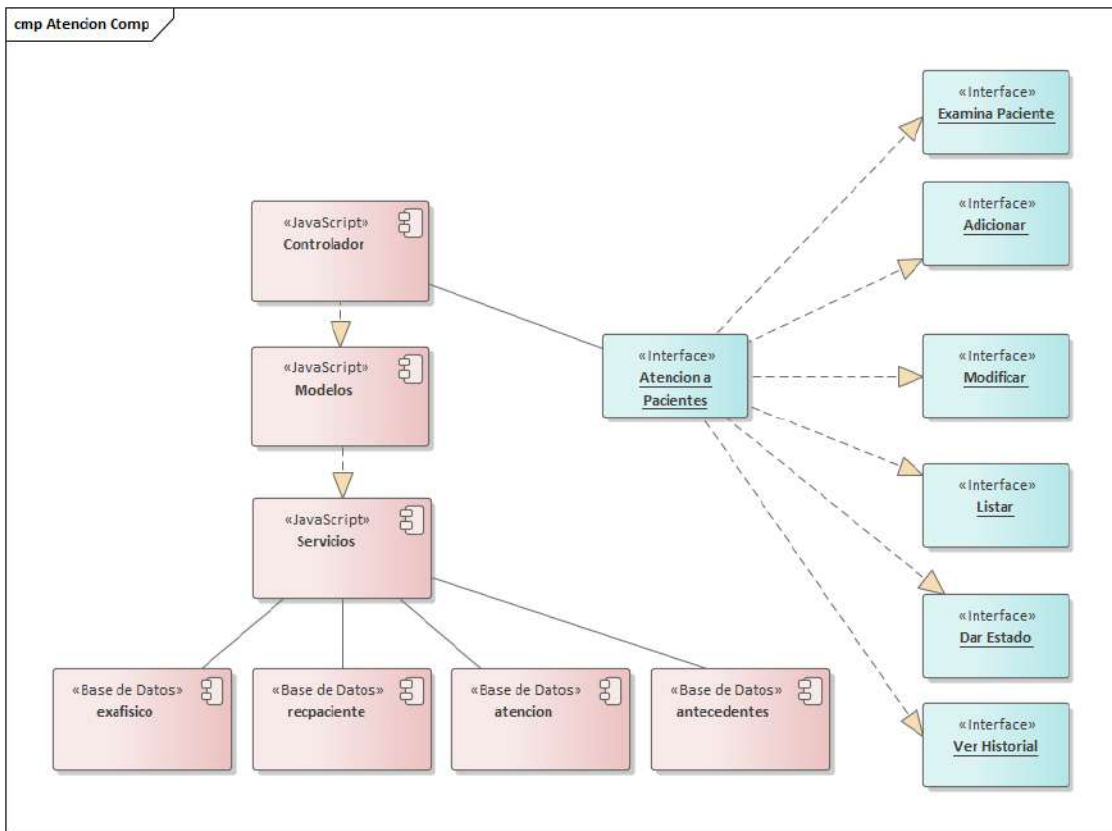 cmp Atencion Comp
«Interface»
Examina Paciente
«Interface»
Adicionar
«JavaScript»
Controlador
«JavaScript»
Modelos
«Interface»
Atencion a
Pacientes
«Interface»
Modificar
«Interface»
Listar
«JavaScript»
Servicios
«Interface»
Dar Estado
«Base de Datos»
exafisico
«Base de Datos»
recpaciente
«Base de Datos»
atencion
«Base de Datos»
antecedentes
«Interface»
Ver Historial